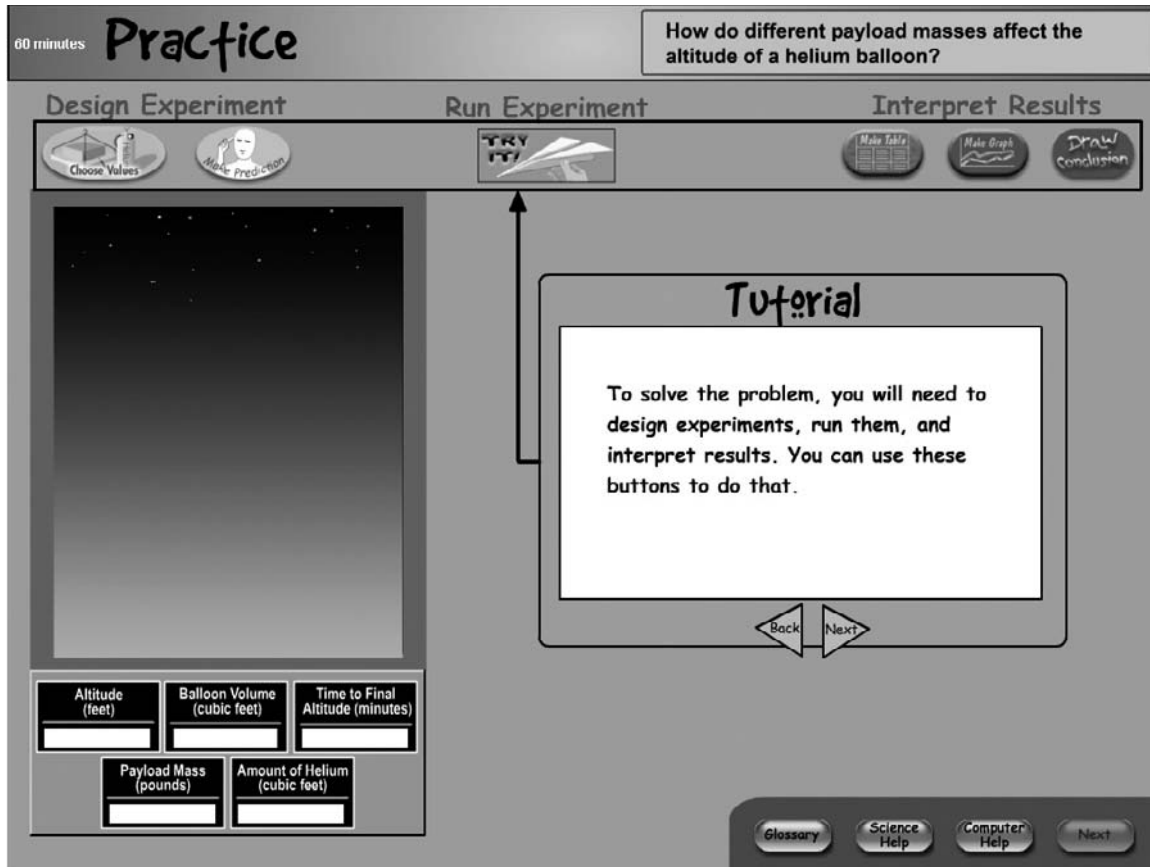 60 minutes Practice
How do different payload masses affect the
altitude of a helium balloon?
Design Experiment
Run Experiment
Interpret Results
Choose Values
Make Prediction
TRY
IT!
Make Table
Make Graph
Draw
Conclusion
Tutorial
To solve the problem, you will need to
design experiments, run them, and
interpret results. You can use these
buttons to do that.
Back
Next
Altitude
(feet)
Balloon Volume
(cubic feet)
Time to Final
Altitude (minutes)
Payload Mass
(pounds)
Amount of Helium
(cubic feet)
Glossary
Science
Help
Computer
Help
Next